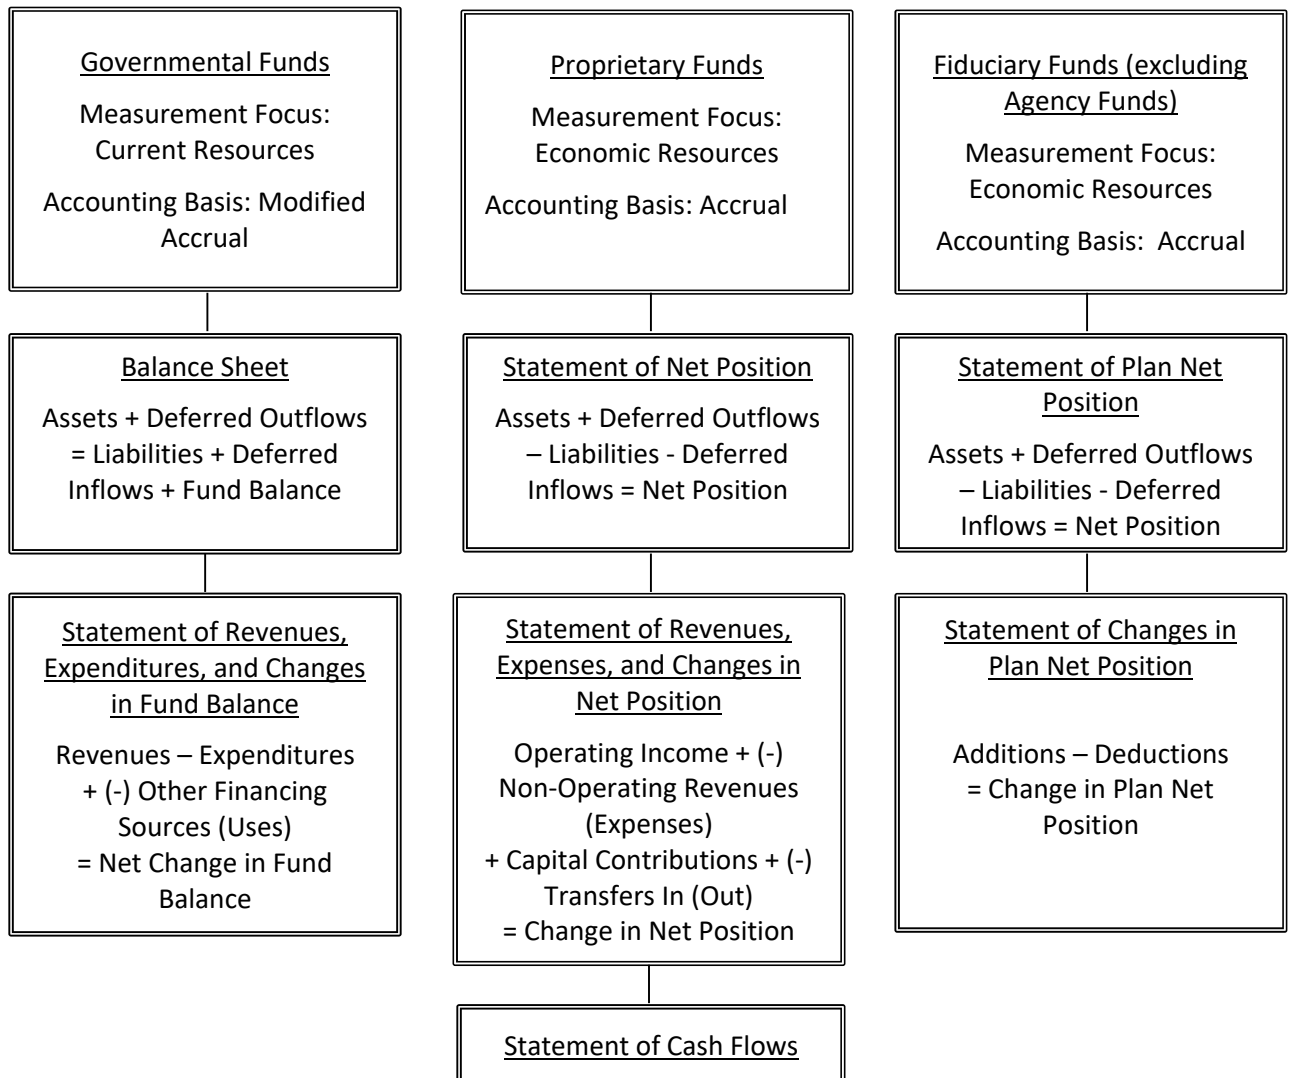 Governmental Funds
Measurement Focus:
Current Resources
Accounting Basis: Modified
Accrual
Balance Sheet
Assets + Deferred Outflows
= Liabilities + Deferred
Inflows + Fund Balance
Statement of Revenues,
Expenditures, and Changes
in Fund Balance
Revenues – Expenditures
+ (-) Other Financing
Sources (Uses)
= Net Change in Fund
Balance
Proprietary Funds
Measurement Focus:
Economic Resources
Accounting Basis: Accrual
Statement of Net Position
Assets + Deferred Outflows
– Liabilities - Deferred
Inflows = Net Position
Statement of Revenues,
Expenses, and Changes in
Net Position
Operating Income + (-)
Non-Operating Revenues
(Expenses)
+ Capital Contributions + (-)
Transfers In (Out)
= Change in Net Position
Statement of Cash Flows
Fiduciary Funds (excluding
Agency Funds)
Measurement Focus:
Economic Resources
Accounting Basis:  Accrual
Statement of Plan Net
Position
Assets + Deferred Outflows
– Liabilities - Deferred
Inflows = Net Position
Statement of Changes in
Plan Net Position
Additions – Deductions
= Change in Plan Net
Position